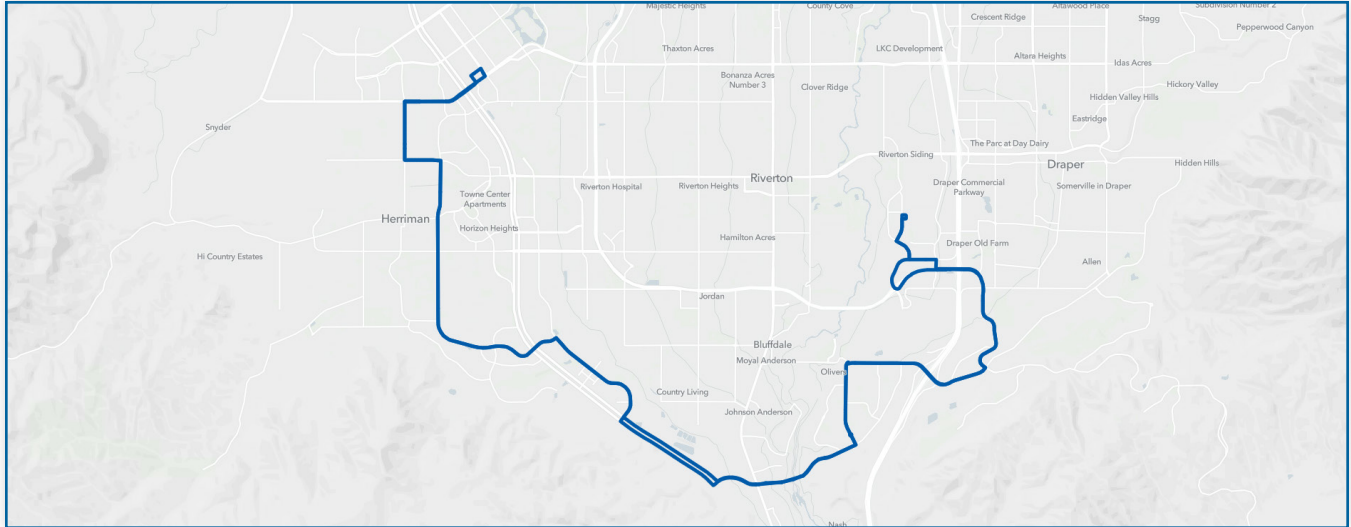 Majestic Heights
County Cove
Altawood Place
Subdivision Number 2
Crescent Ridge
Stagg
Pepperwood Canyon
Thaxton Acres
LKC Development
Altara Heights
Idas Acres
Bonanza Acres
Number 3
Clover Ridge
Hickory Valley
Hidden Valley Hills
Eastridge
Snyder
The Parc at Day Dairy
Riverton Siding
Draper
Hidden Hills
Riverton
Riverton Hospital
Riverton Heights
Draper Commercial
Parkway
Somerville in Draper
Towne Center
Apartments
Herriman
Horizon Heights
Hamilton Acres
Draper Old Farm
Hi Country Estates
Allen
Jordan
Bluffdale
Moyal Anderson
Olivers
Country Living
Johnson Anderson
Nash